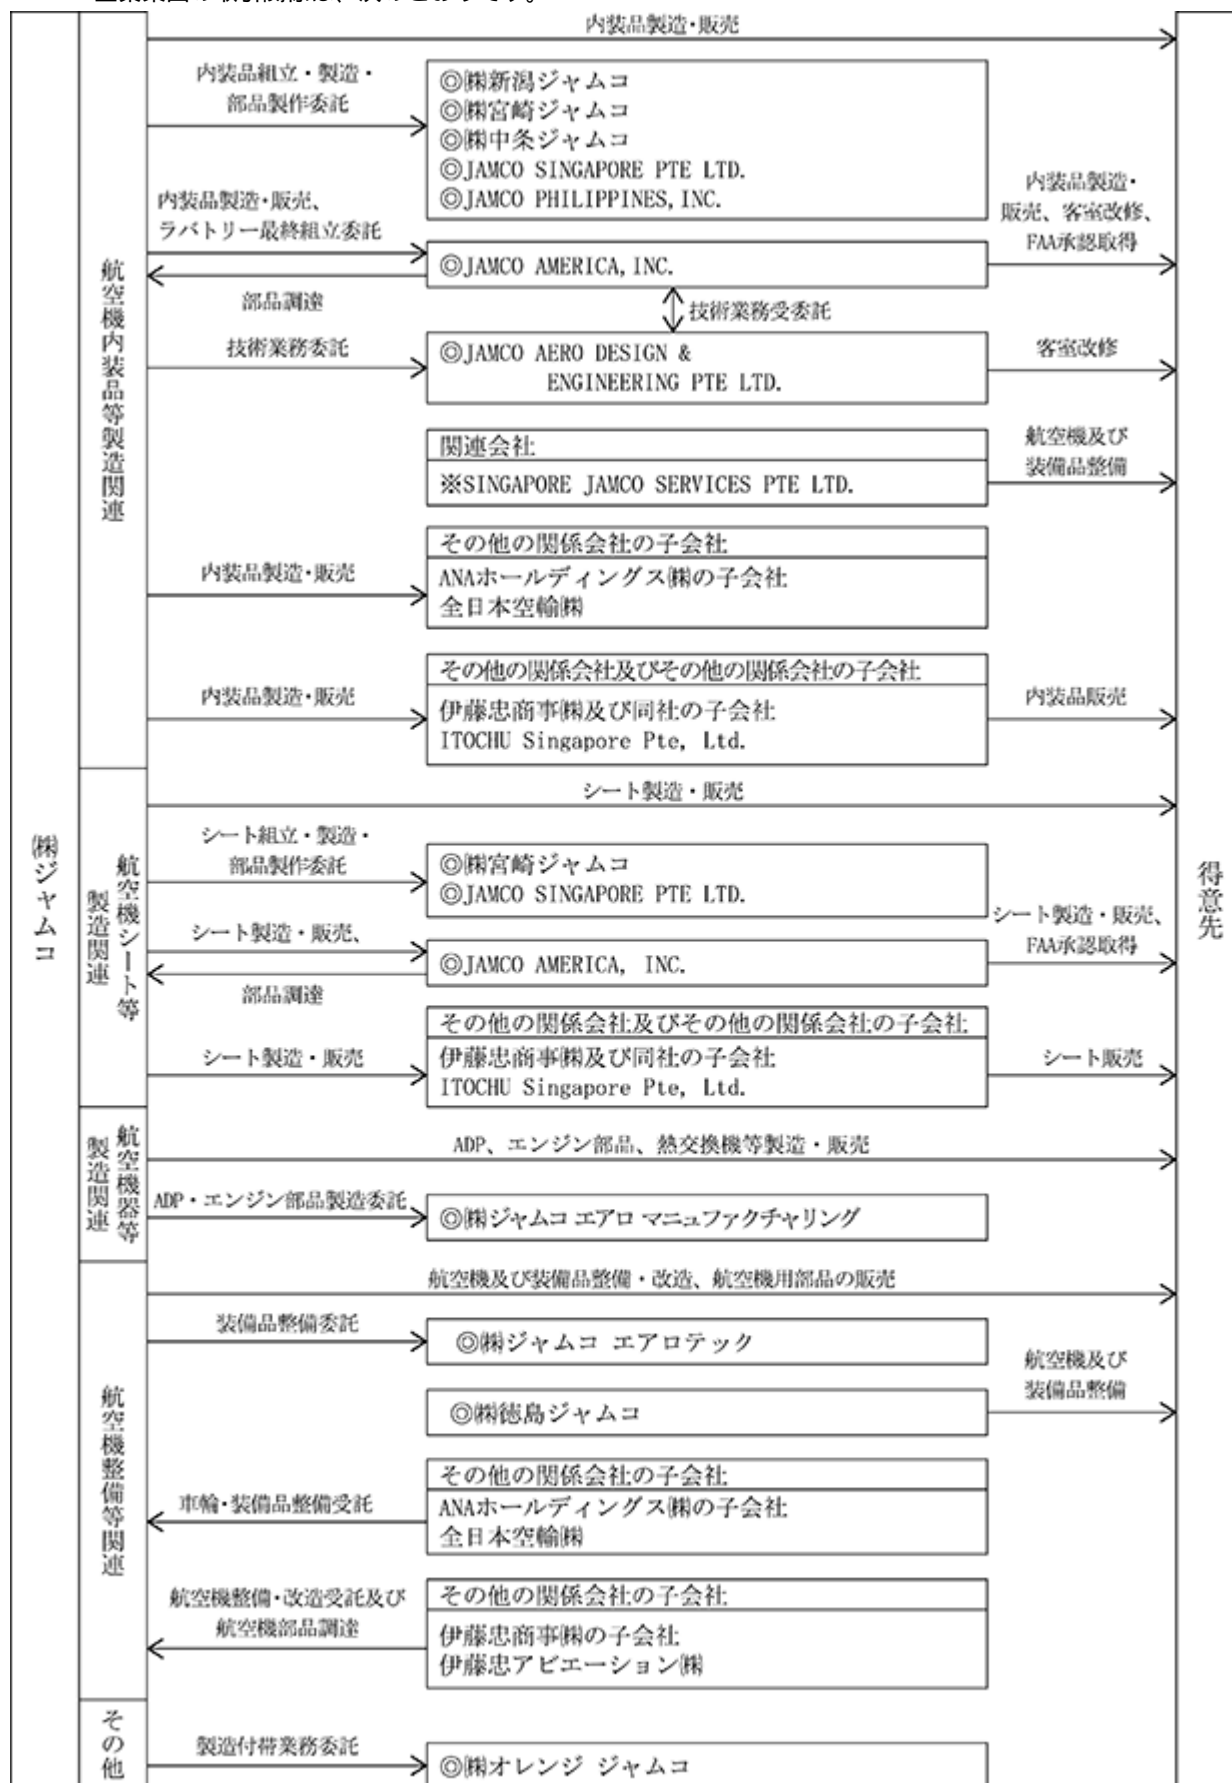 ㈱ジャムコ
航空機内装品等製造関連
内装品製造・販売
内装品組立・製造・
部品製作委託
◎㈱新潟ジャムコ
◎㈱宮崎ジャムコ
◎㈱中条ジャムコ
◎JAMCO SINGAPORE PTE LTD.
◎JAMCO PHILIPPINES, INC.
内装品製造・販売、
ラバトリー最終組立委託
部品調達
◎JAMCO AMERICA, INC.
内装品製造・
販売、客室改修、
FAA承認取得
技術業務受委託
技術業務委託
◎JAMCO AERO DESIGN &
ENGINEERING PTE LTD.
客室改修
関連会社
※SINGAPORE JAMCO SERVICES PTE LTD.
航空機及び
装備品整備
内装品製造・販売
その他の関係会社の子会社
ANAホールディングス㈱の子会社
全日本空輸㈱
内装品製造・販売
その他の関係会社及びその他の関係会社の子会社
伊藤忠商事㈱及び同社の子会社
ITOCHU Singapore Pte, Ltd.
内装品販売
航空機シート等
製造関連
シート製造・販売
シート組立・製造・
部品製作委託
◎㈱宮崎ジャムコ
◎JAMCO SINGAPORE PTE LTD.
シート製造・販売、
部品調達
◎JAMCO AMERICA, INC.
シート製造・販売、
FAA承認取得
シート製造・販売
その他の関係会社及びその他の関係会社の子会社
伊藤忠商事㈱及び同社の子会社
ITOCHU Singapore Pte, Ltd.
シート販売
航空機器等
製造関連
ADP、エンジン部品、熱交換機等製造・販売
ADP・エンジン部品製造委託
◎㈱ジャムコ エアロ マニュファクチャリング
航空機整備等関連
航空機及び装備品整備・改造、航空機用部品の販売
装備品整備委託
◎㈱ジャムコ エアロテック
◎㈱徳島ジャムコ
航空機及び
装備品整備
車輪・装備品整備受託
その他の関係会社の子会社
ANAホールディングス㈱の子会社
全日本空輸㈱
航空機整備・改造受託及び
航空機部品調達
その他の関係会社の子会社
伊藤忠商事㈱の子会社
伊藤忠アビエーション㈱
その他
製造付帯業務委託
◎㈱オレンジ ジャムコ
得意先